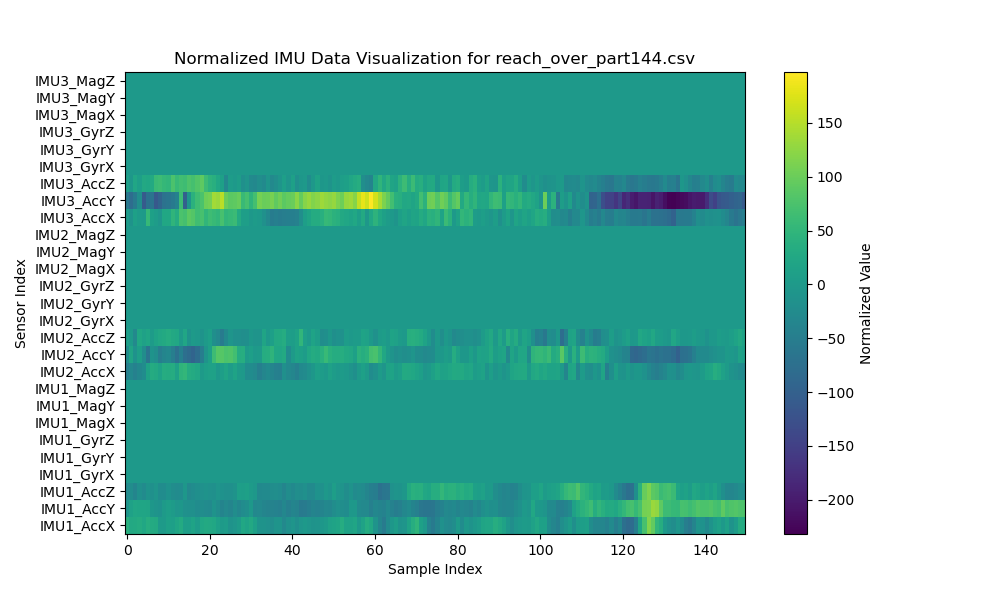 Normalized IMU Data Visualization for reach_over_part144.csv
Sensor Index
IMU3_MagZ
IMU3_MagY
IMU3_MagX
IMU3_GyrZ
IMU3_GyrY
IMU3_GyrX
IMU3_AccZ
IMU3_AccY
IMU3_AccX
IMU2_MagZ
IMU2_MagY
IMU2_MagX
IMU2_GyrZ
IMU2_GyrY
IMU2_GyrX
IMU2_AccZ
IMU2_AccY
IMU2_AccX
IMU1_MagZ
IMU1_MagY
IMU1_MagX
IMU1_GyrZ
IMU1_GyrY
IMU1_GyrX
IMU1_AccZ
IMU1_AccY
IMU1_AccX
0 20 40 60 80 100 120 140
Sample Index
150
100
50
0
−50
−100
−150
−200
Normalized Value